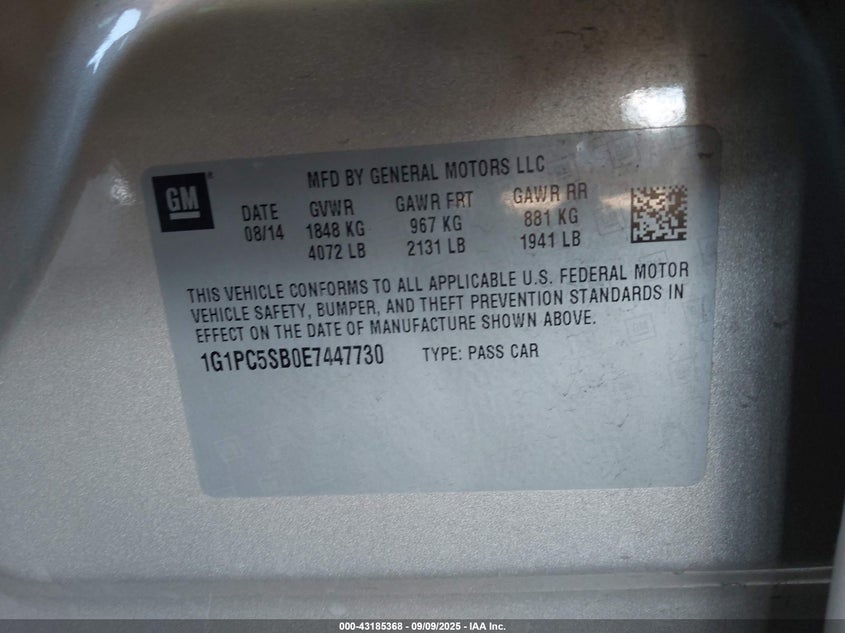 GM
MFD BY GENERAL MOTORS LLC
DATE GVWR GAWR FRT GAWR RR
08/14 1848 KG 967 KG 881 KG
4072 LB 2131 LB 1941 LB
THIS VEHICLE CONFORMS TO ALL APPLICABLE U.S. FEDERAL MOTOR
VEHICLE SAFETY, BUMPER, AND THEFT PREVENTION STANDARDS IN
EFFECT ON THE DATE OF MANUFACTURE SHOWN ABOVE.
1G1PC5SB0E7447730 TYPE: PASS CAR
000-43185368 - 09/09/2025 - IAA Inc.